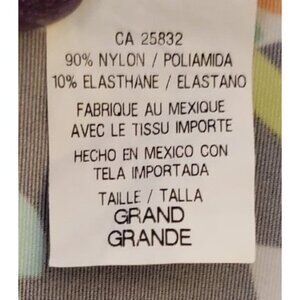 CA 25832
90% NYLON / POLIAMIDA
10% ELASTHANE / ELASTANO
FABRIQUE AU MEXIQUE
AVEC LE TISSU IMPORTE
HECHO EN MEXICO CON
TELA IMPORTADA
TAILLE / TALLA
GRAND
GRANDE